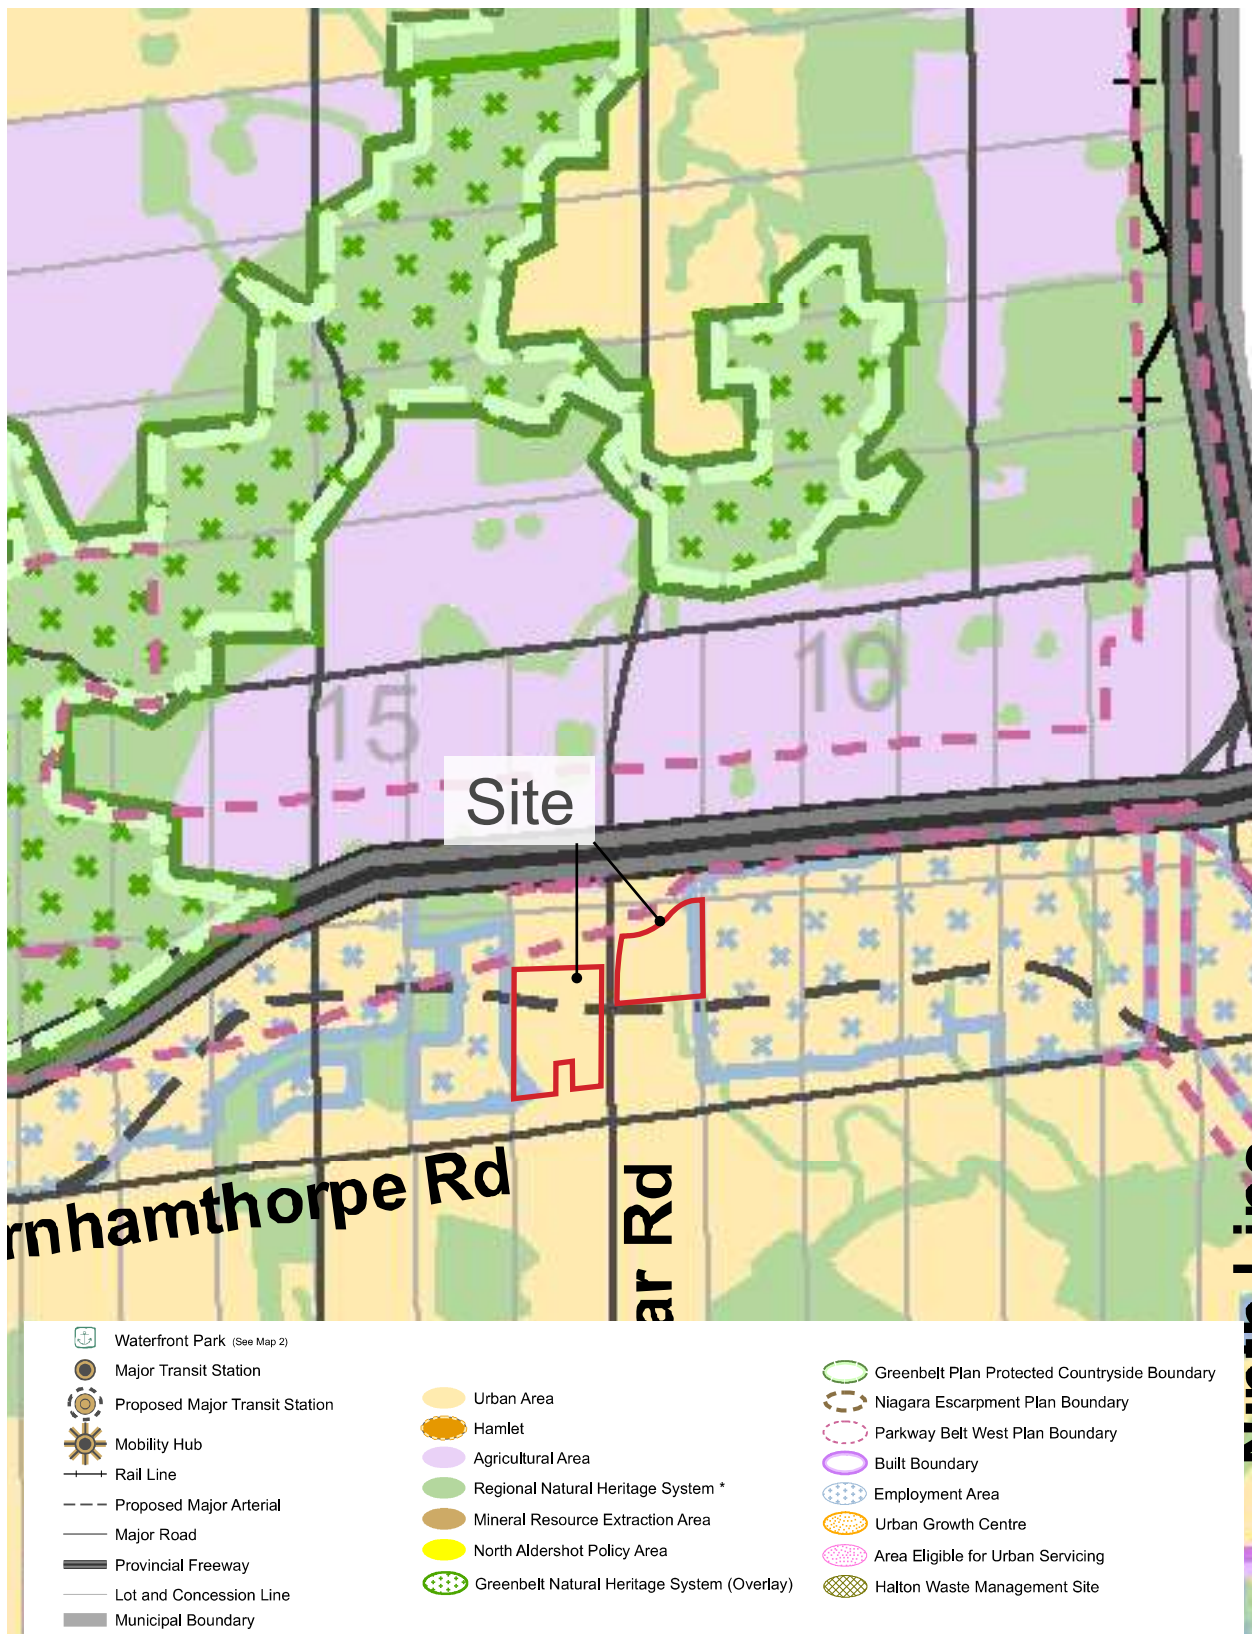 15
10
Site
rnhamthorpe Rd
ar Rd
Waterfront Park (See Map 2)
Major Transit Station
Proposed Major Transit Station
Mobility Hub
Rail Line
Proposed Major Arterial
Major Road
Provincial Freeway
Lot and Concession Line
Municipal Boundary
Urban Area
Hamlet
Agricultural Area
Regional Natural Heritage System *
Mineral Resource Extraction Area
North Aldershot Policy Area
Greenbelt Natural Heritage System (Overlay)
Greenbelt Plan Protected Countryside Boundary
Niagara Escarpment Plan Boundary
Parkway Belt West Plan Boundary
Built Boundary
Employment Area
Urban Growth Centre
Area Eligible for Urban Servicing
Halton Waste Management Site